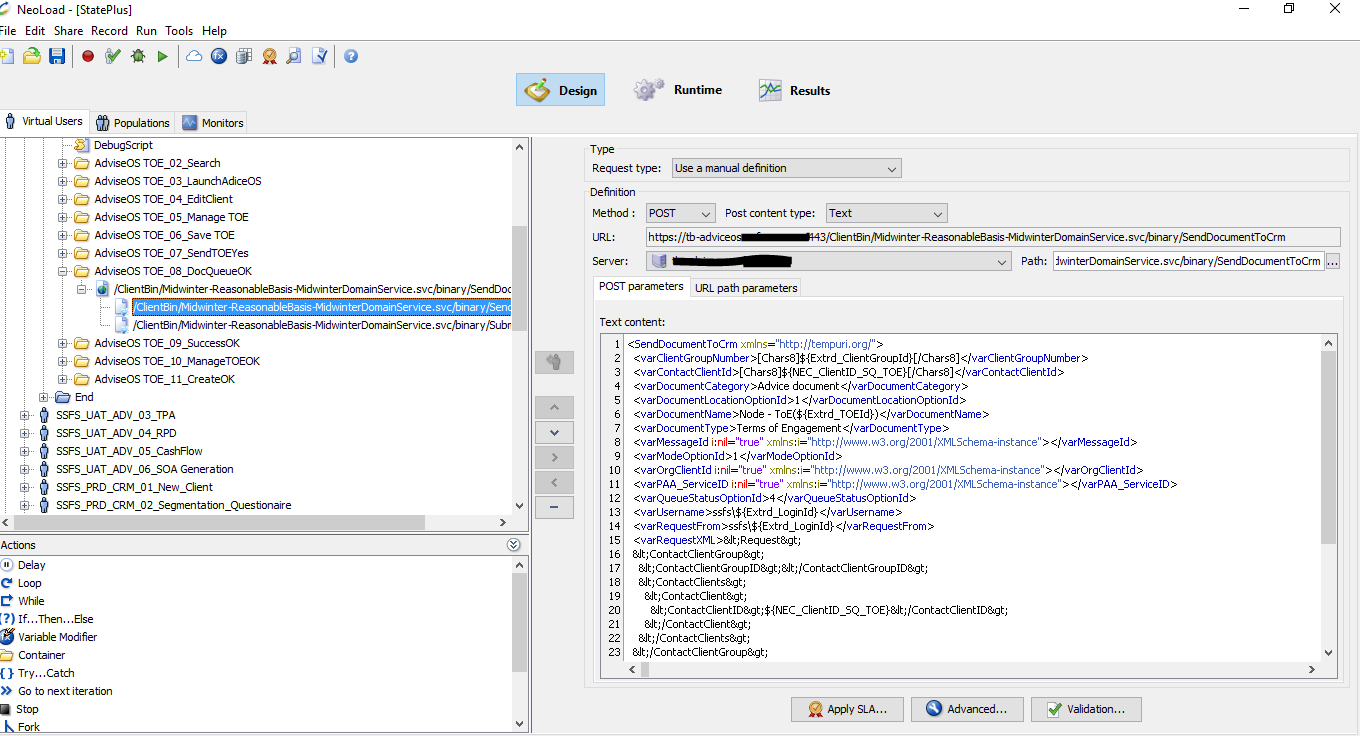 NeoLoad - [StatePlus]
File Edit Share Record Run Tools Help
Design Runtime Results
Virtual Users Populations Monitors
DebugScript
AdviseOS TOE_02_Search
AdviseOS TOE_03_LaunchAdiceOS
AdviseOS TOE_04_EditClient
AdviseOS TOE_05_Manage TOE
AdviseOS TOE_06_Save TOE
AdviseOS TOE_07_SendTOEYes
AdviseOS TOE_08_DocQueueOK
/ClientBin/Midwinter-ReasonableBasis-MidwinterDomainService.svc/binary/SendDoc
/ClientBin/Midwinter-ReasonableBasis-MidwinterDomainService.svc/binary/Send
/ClientBin/Midwinter-ReasonableBasis-MidwinterDomainService.svc/binary/Subm
AdviseOS TOE_09_SuccessOK
AdviseOS TOE_10_ManageTOEOK
AdviseOS TOE_11_CreateOK
End
SSFS_UAT_ADV_03_TPA
SSFS_UAT_ADV_04_RPD
SSFS_UAT_ADV_05_CashFlow
SSFS_UAT_ADV_06_SOA Generation
SSFS_PRD_CRM_01_New_Client
SSFS_PRD_CRM_02_Segmentation_Questionaire
Actions
Delay
Loop
While
If...Then...Else
Variable Modifier
Container
Try...Catch
Go to next iteration
Stop
Fork
Type
Request type: Use a manual definition
Definition
Method : POST Post content type: Text
URL: https://tb-adviceos 443/ClientBin/Midwinter-ReasonableBasis-MidwinterDomainService.svc/binary/SendDocumentToCrm
Server: Path: dwinterDomainService.svc/binary/SendDocumentToCrm ...
POST parameters URL path parameters
Text content:
1 <SendDocumentToCrm xmlns="http://tempuri.org/">
2 <varClientGroupNumber>[Chars8]${Extrd_ClientGroupId}[/Chars8]</varClientGroupNumber>
3 <varContactClientId>[Chars8]${NEC_ClientID_SQ_TOE}[/Chars8]</varContactClientId>
4 <varDocumentCategory>Advice document</varDocumentCategory>
5 <varDocumentLocationOptionId>1</varDocumentLocationOptionId>
6 <varDocumentName>Node - ToE(${Extrd_TOEId})</varDocumentName>
7 <varDocumentType>Terms of Engagement</varDocumentType>
8 <varMessageId i:nil="true" xmlns:i="http://www.w3.org/2001/XMLSchema-instance"></varMessageId>
9 <varModeOptionId>1</varModeOptionId>
10 <varOrgClientId i:nil="true" xmlns:i="http://www.w3.org/2001/XMLSchema-instance"></varOrgClientId>
11 <varPAA_ServiceID i:nil="true" xmlns:i="http://www.w3.org/2001/XMLSchema-instance"></varPAA_ServiceID>
12 <varQueueStatusOptionId>4</varQueueStatusOptionId>
13 <varUsername>ssfs\${Extrd_LoginId}</varUsername>
14 <varRequestFrom>ssfs\${Extrd_LoginId}</varRequestFrom>
15 <varRequestXML>&lt;Request&gt;
16 &lt;ContactClientGroup&gt;
17 &lt;ContactClientGroupID&gt;&lt;/ContactClientGroupID&gt;
18 &lt;ContactClients&gt;
19 &lt;ContactClient&gt;
20 &lt;ContactClientID&gt;${NEC_ClientID_SQ_TOE}&lt;/ContactClientID&gt;
21 &lt;/ContactClient&gt;
22 &lt;/ContactClients&gt;
23 &lt;/ContactClientGroup&gt;
Apply SLA... Advanced... Validation...